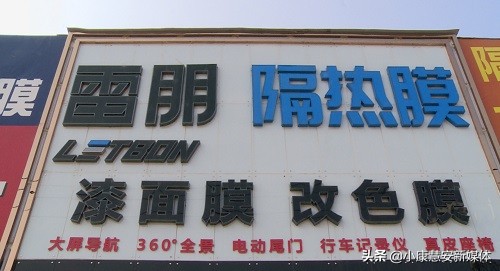 雷朋 隔热膜
LETBON
漆面膜 改色膜
大屏导航 360°全景 电动尾门 行车记录仪 真皮座椅
膜
隔
头条 @小康慧安新媒体